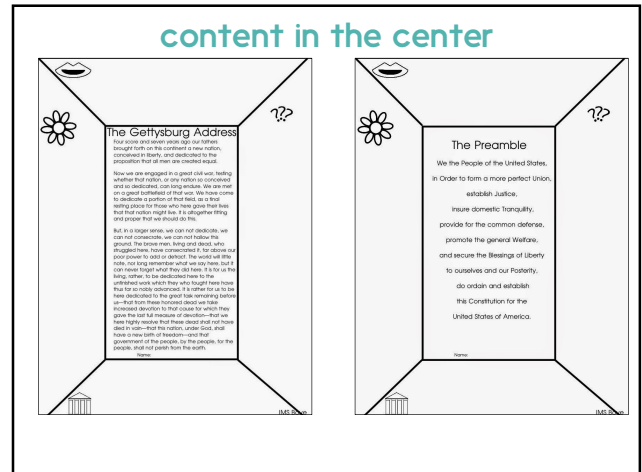 content in the center
???
The Gettysburg Address
Four score and seven years ago our fathers
brought forth on this continent a new nation,
conceived in liberty, and dedicated to the
proposition that all men are created equal.
Now we are engaged in a great civil war, testing
whether that nation, or any nation so conceived
and so dedicated, can long endure. We are met
on a great battlefield of that war. We have come
to dedicate a portion of that field, as a final
resting place for those who here gave their lives
that that nation might live. It is altogether fitting
and proper that we should do this.
But, in a larger sense, we can not dedicate, we
can not consecrate, we can not hallow this
ground. The brave men, living and dead, who
struggled here, have consecrated it, far above our
poor power to add or detract. The world will little
note, nor long remember what we say here, but it
can never forget what they did here. It is for us the
living, rather, to be dedicated here to the
unfinished work which they who fought here have
thus far so nobly advanced. It is rather for us to be
here dedicated to the great task remaining before
us—that from these honored dead we take
increased devotion to that cause for which they
gave the last full measure of devotion—that we
here highly resolve that these dead shall not have
died in vain—that this nation, under God, shall
have a new birth of freedom—and that
government of the people, by the people, for the
people, shall not perish from the earth.
Name:
???
The Preamble
We the People of the United States,
in Order to form a more perfect Union,
establish Justice,
insure domestic Tranquility,
provide for the common defense,
promote the general Welfare,
and secure the Blessings of Liberty
to ourselves and our Posterity,
do ordain and establish
this Constitution for the
United States of America.
Name: